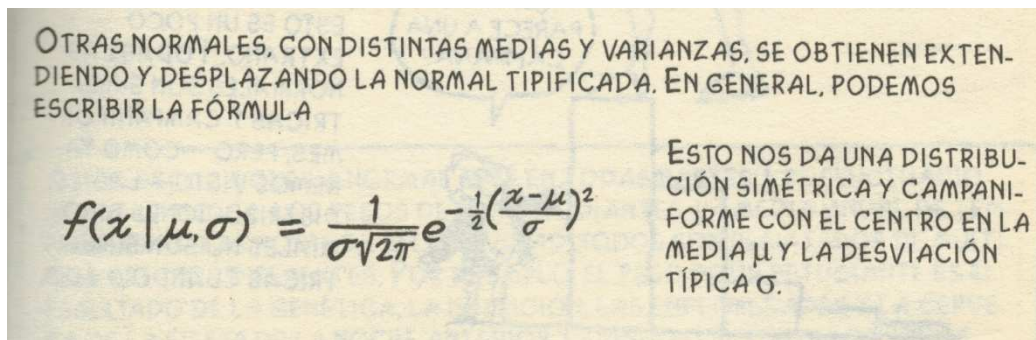 OTRAS NORMALES, CON DISTINTAS MEDIAS Y VARIANZAS, SE OBTIENEN EXTEN-
DIENDO Y DESPLAZANDO LA NORMAL TIPIFICADA. EN GENERAL, PODEMOS
ESCRIBIR LA FÓRMULA
f(x | μ, σ) = 1/(σ√2π) e^(-1/2((x-μ)/σ)²)
ESTO NOS DA UNA DISTRIBU-
CIÓN SIMÉTRICA Y CAMPANI-
FORME CON EL CENTRO EN LA
MEDIA μ Y LA DESVIACIÓN
TÍPICA σ.